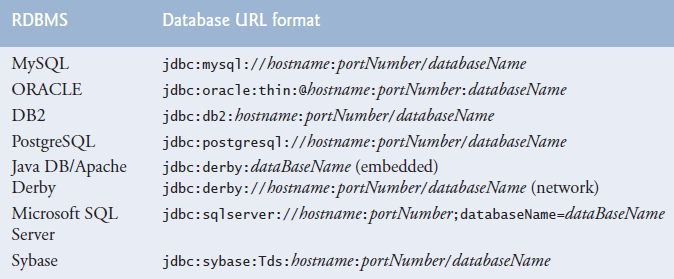 RDBMS Database URL format
MySQL jdbc:mysql://hostname:portNumber/databaseName
ORACLE jdbc:oracle:thin:@hostname:portNumber:databaseName
DB2 jdbc:db2:hostname:portNumber/databaseName
PostgreSQL jdbc:postgresql://hostname:portNumber/databaseName
Java DB/Apache jdbc:derby:dataBaseName (embedded)
Derby jdbc:derby://hostname:portNumber/databaseName (network)
Microsoft SQL jdbc:sqlserver://hostname:portNumber;databaseName=dataBaseName
Server
Sybase jdbc:sybase:Tds:hostname:portNumber/databaseName